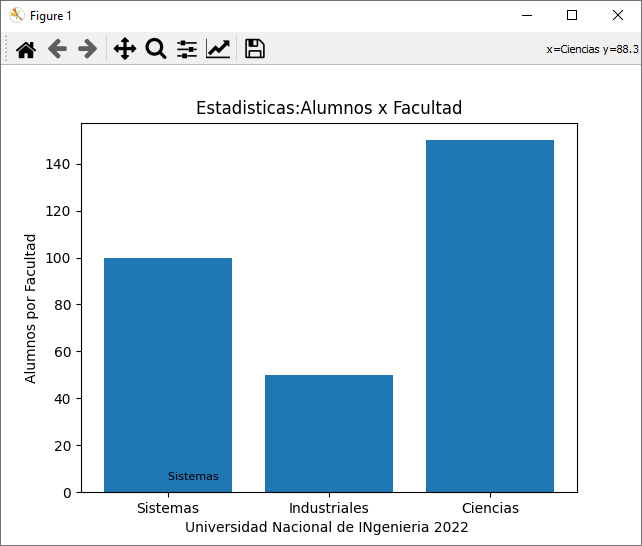 Figure 1
x=Ciencias y=88.3
Estadisticas:Alumnos x Facultad
Alumnos por Facultad
140
120
100
80
60
40
20
0
Sistemas
Sistemas Industriales Ciencias
Universidad Nacional de INgenieria 2022